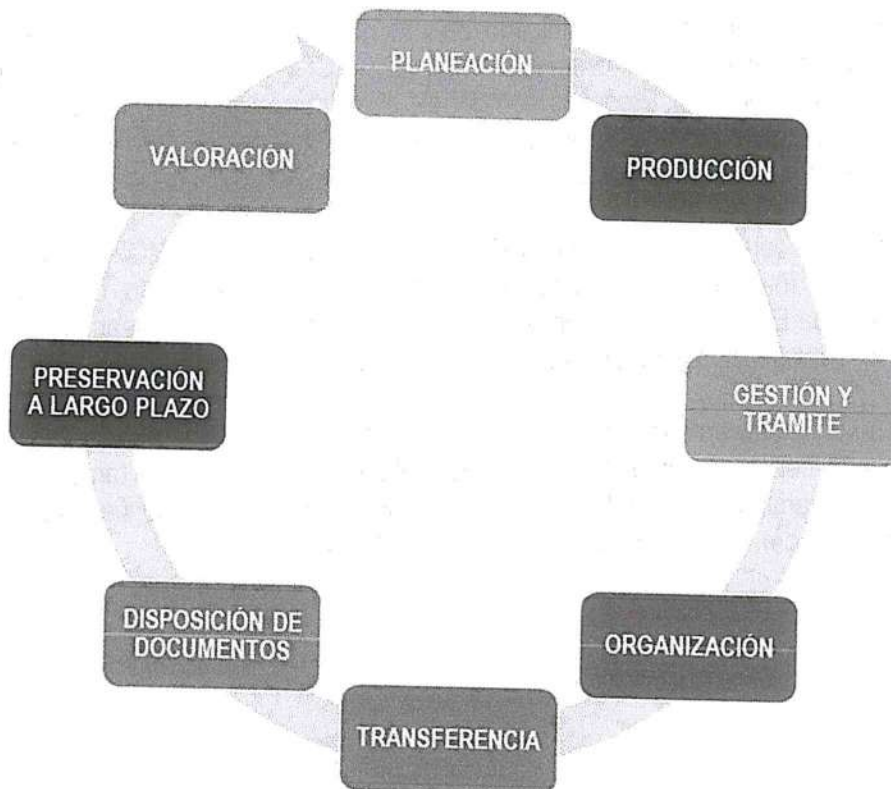 PLANEACIÓN
PRODUCCIÓN
GESTIÓN Y
TRAMITE
ORGANIZACIÓN
TRANSFERENCIA
DISPOSICIÓN DE
DOCUMENTOS
PRESERVACIÓN
A LARGO PLAZO
VALORACIÓN